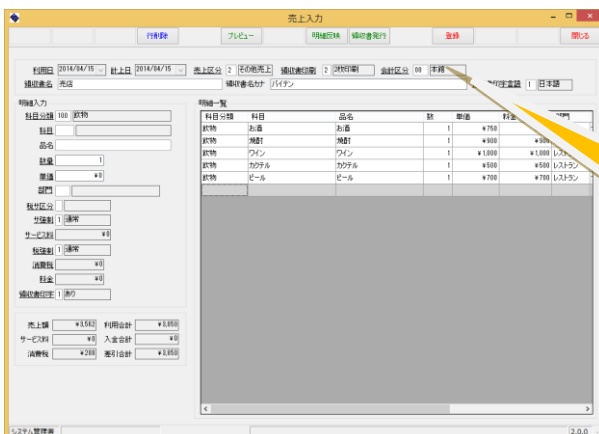 売上入力
行削除 プレビュー 明細反映 領収書発行 登録 閉じる
利用日 2014/04/15 計上日 2014/04/15 売上区分 2 その他売上 領収書印刷 2 2枚印刷 会計区分 00 本館
領収書名 売店 領収書名カナ バイテン 字言語 1 日本語
明細入力 明細一覧
科目分類 100 飲物
科目
品名
数量 1
単価 ¥0
部門
税サ区分
サ強制 1 通常
サービス料 ¥0
税強制 1 通常
消費税 ¥0
料金 ¥0
領収書印字 1 あり
科目分類 科目 品名 数 単価 料金 部門
飲物 お酒 お酒 1 ¥750
飲物 焼酎 焼酎 1 ¥900 ¥900
飲物 ワイン ワイン 1 ¥1,000 ¥1,000 レストラン
飲物 カクテル カクテル 1 ¥500 ¥500 レストラン
飲物 ビール ビール 1 ¥700 ¥700 レストラン
売上額 ¥3,562 利用合計 ¥3,850
サービス料 ¥0 入金合計 ¥0
消費税 ¥288 差引合計 ¥3,850
システム管理者 2.0.0